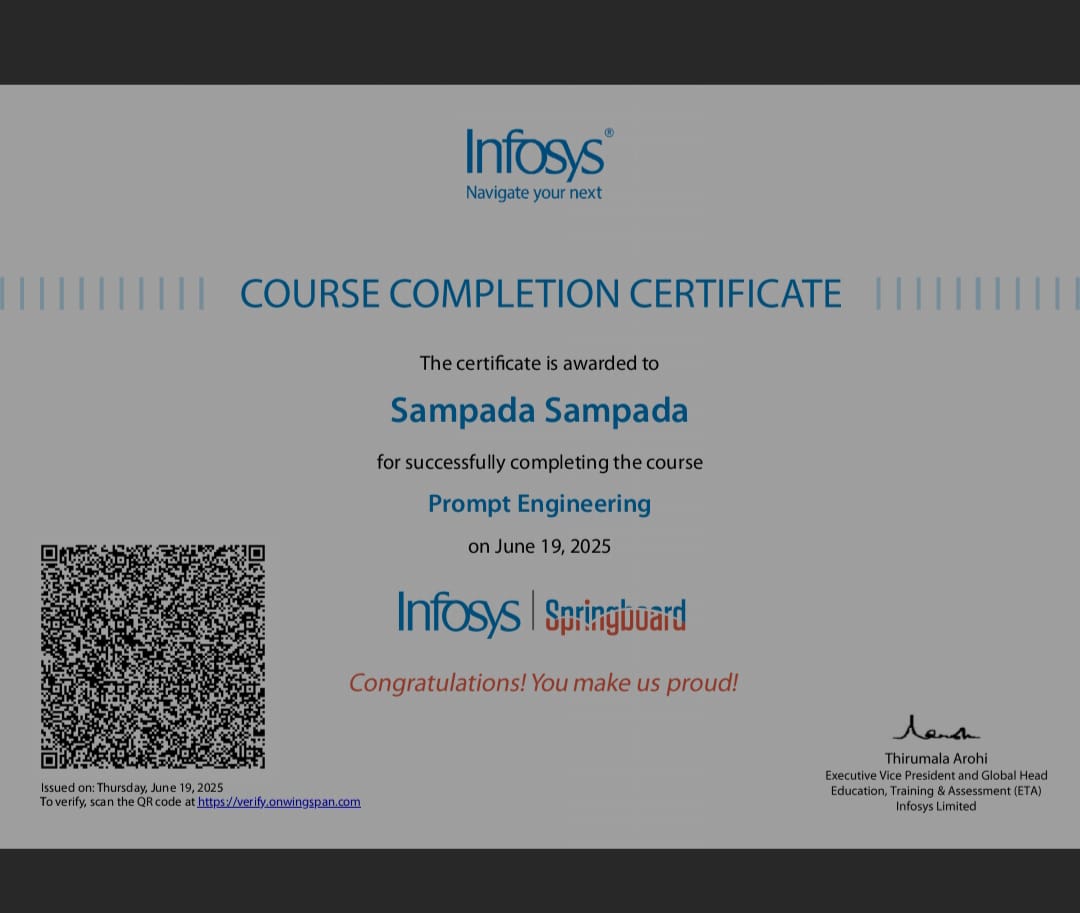 Infosys®
Navigate your next
COURSE COMPLETION CERTIFICATE
The certificate is awarded to
Sampada Sampada
for successfully completing the course
Prompt Engineering
on June 19, 2025
Infosys | Springboard
Congratulations! You make us proud!
Issued on: Thursday, June 19, 2025
To verify, scan the QR code at https://verify.onwingspan.com
Thirumala Arohi
Executive Vice President and Global Head
Education, Training & Assessment (ETA)
Infosys Limited